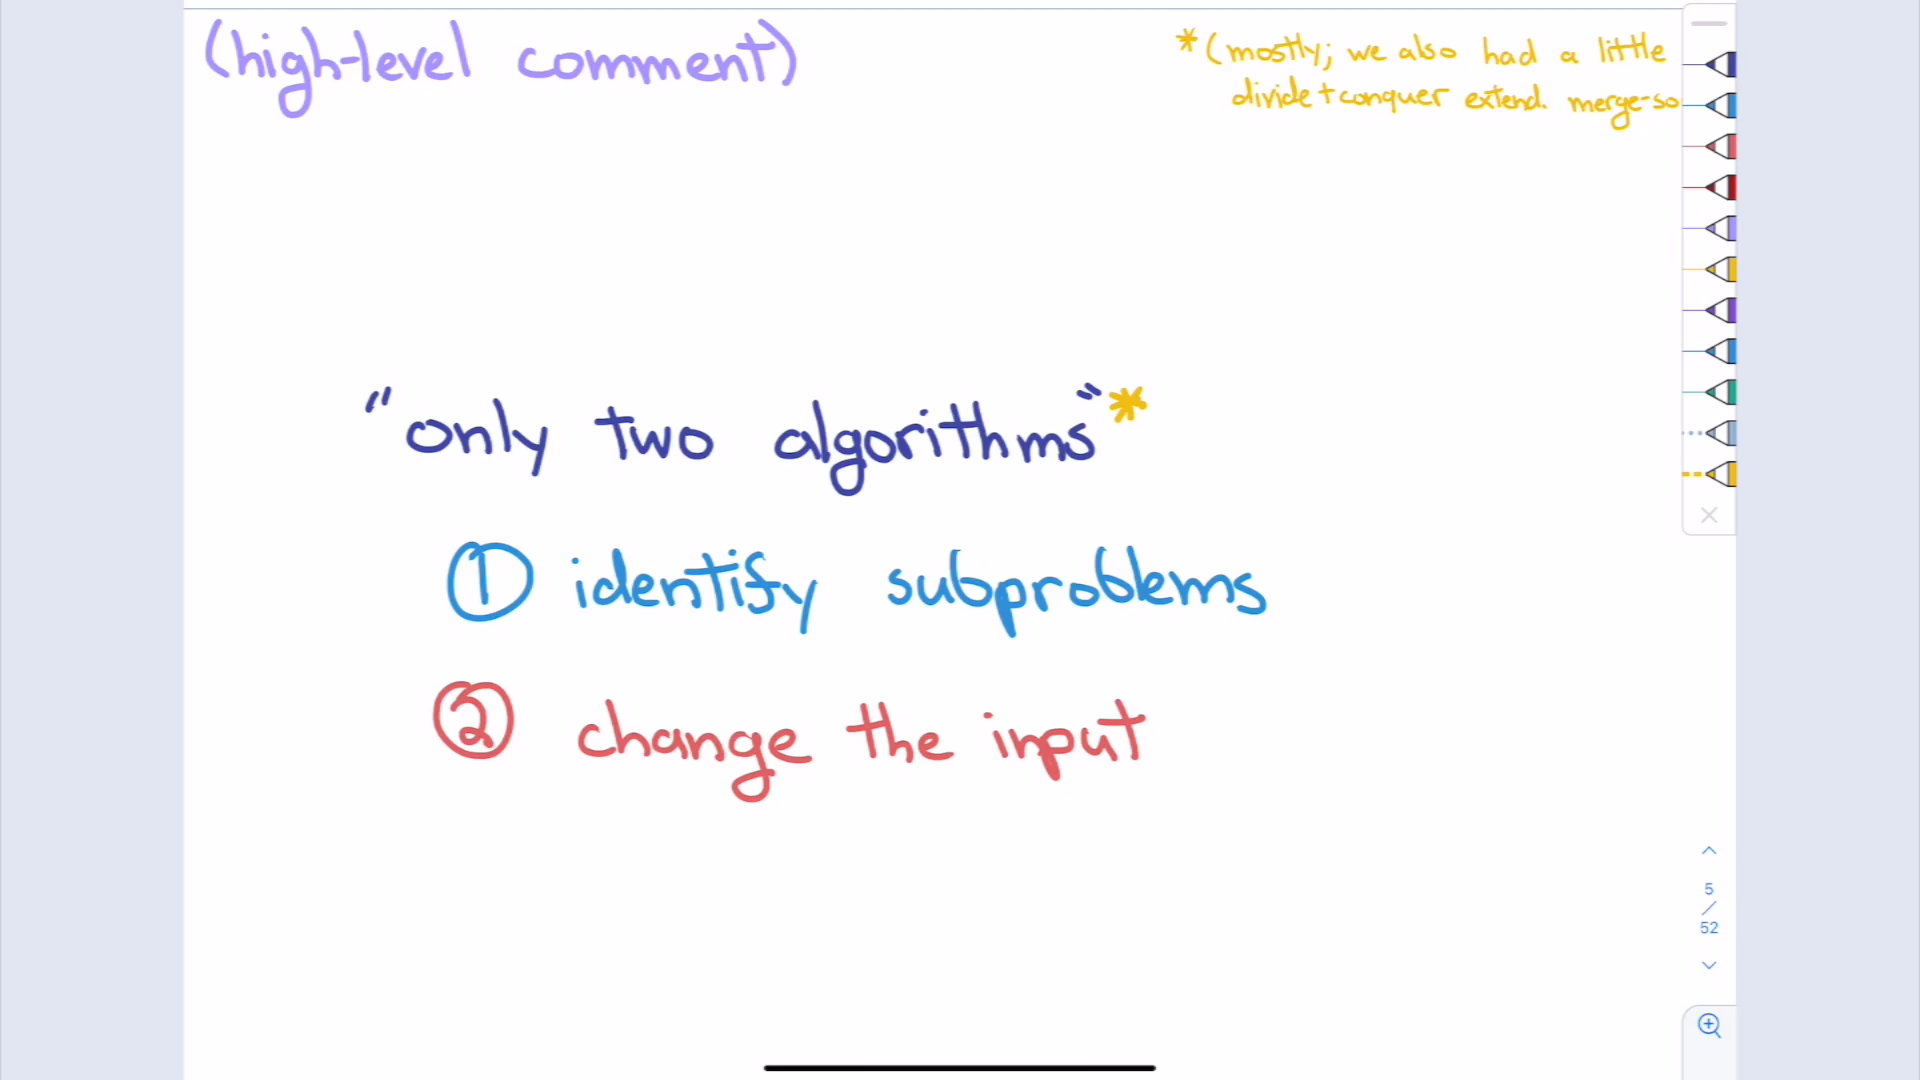 (high-level comment)
*(mostly; we also had a little
divide + conquer extend. merge-so
"only two algorithms"*
① identify subproblems
② change the input
5
/
52